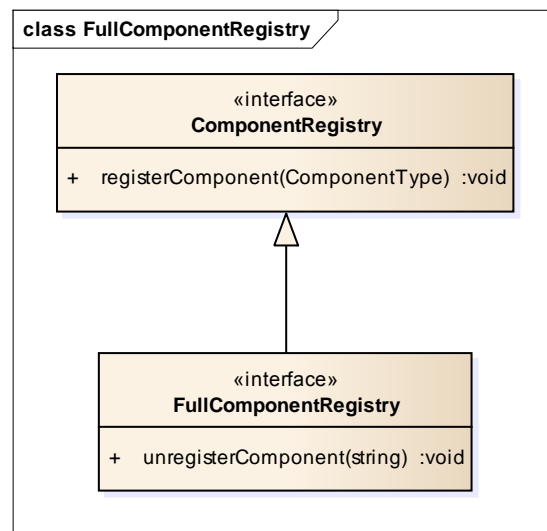 class FullComponentRegistry
«interface»
ComponentRegistry
+ registerComponent(ComponentType) :void
«interface»
FullComponentRegistry
+ unregisterComponent(string) :void